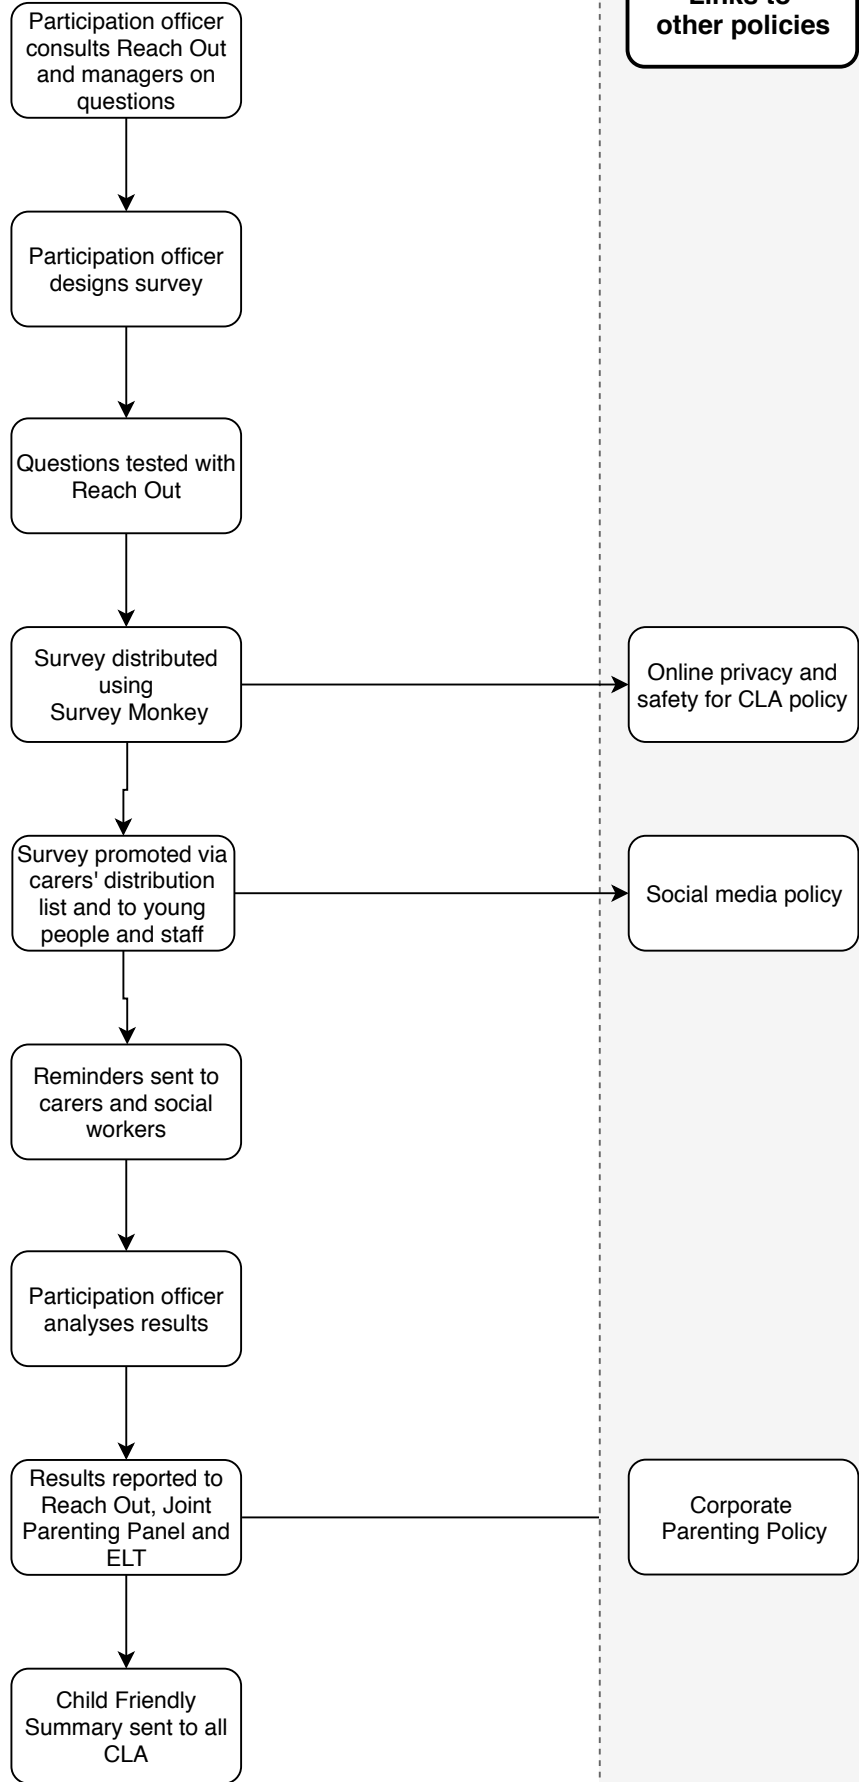 Participation officer
consults Reach Out
and managers on
questions
Links to
other policies
Participation officer
designs survey
Questions tested with
Reach Out
Survey distributed
using
Survey Monkey
Online privacy and
safety for CLA policy
Survey promoted via
carers' distribution
list and to young
people and staff
Social media policy
Reminders sent to
carers and social
workers
Participation officer
analyses results
Results reported to
Reach Out, Joint
Parenting Panel and
ELT
Corporate
Parenting Policy
Child Friendly
Summary sent to all
CLA